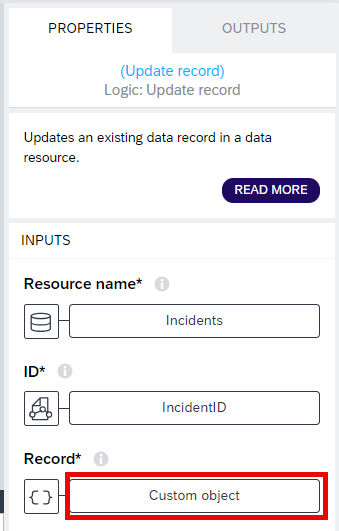 PROPERTIES
OUTPUTS
(Update record)
Logic: Update record
Updates an existing data record in a data
resource.
READ MORE
INPUTS
Resource name*
Incidents
ID*
IncidentID
Record*
Custom object